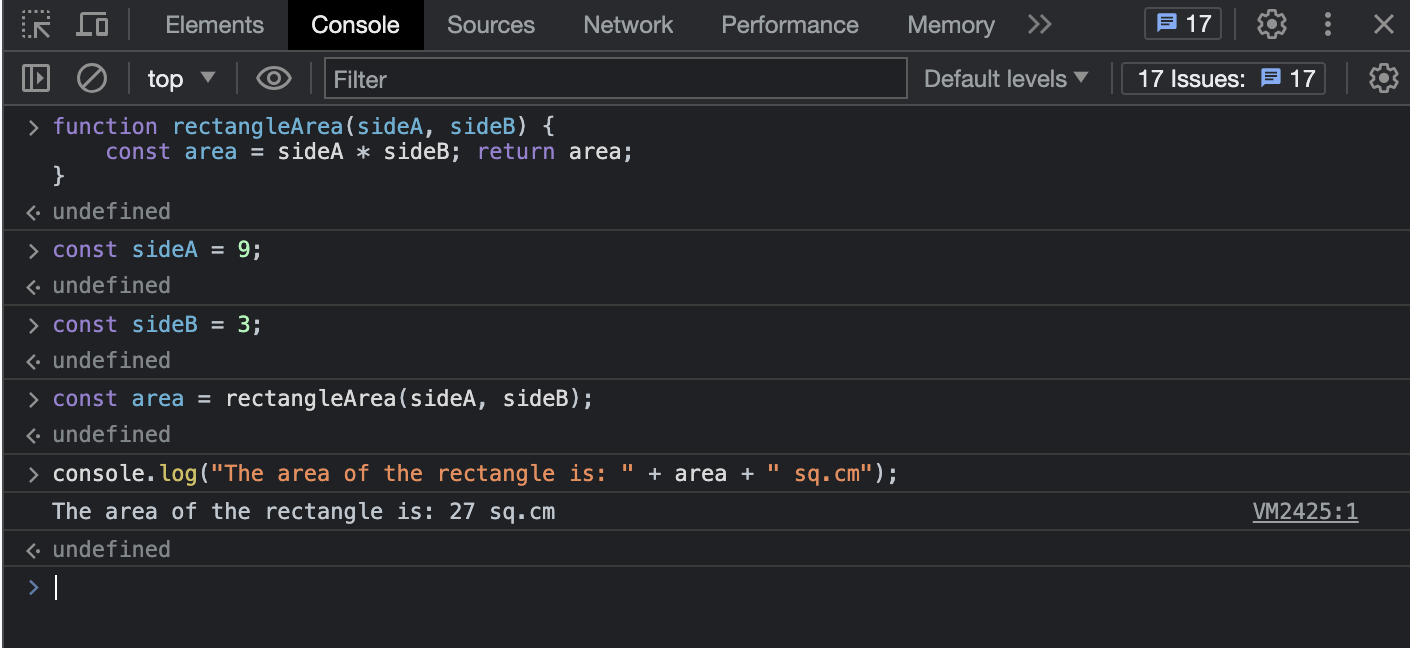 Elements Console Sources Network Performance Memory 17
top Filter Default levels 17 Issues: 17
function rectangleArea(sideA, sideB) {
    const area = sideA * sideB; return area;
}
undefined
const sideA = 9;
undefined
const sideB = 3;
undefined
const area = rectangleArea(sideA, sideB);
undefined
console.log("The area of the rectangle is: " + area + " sq.cm");
The area of the rectangle is: 27 sq.cm VM2425:1
undefined